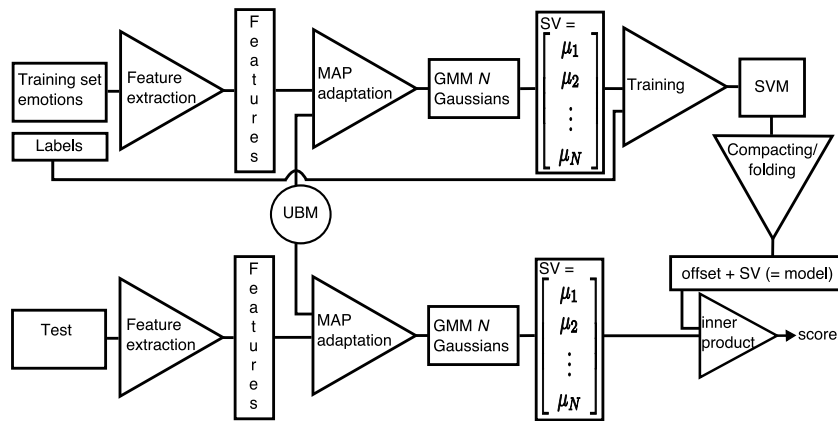 Training set
emotions
Labels
Feature
extraction
F
e
a
t
u
r
e
s
MAP
adaptation
GMM N
Gaussians
SV =
μ1
μ2
⋮
μN
Training
SVM
Compacting/
folding
UBM
offset + SV (= model)
Test
Feature
extraction
F
e
a
t
u
r
e
s
MAP
adaptation
GMM N
Gaussians
SV =
μ1
μ2
⋮
μN
inner
product
score